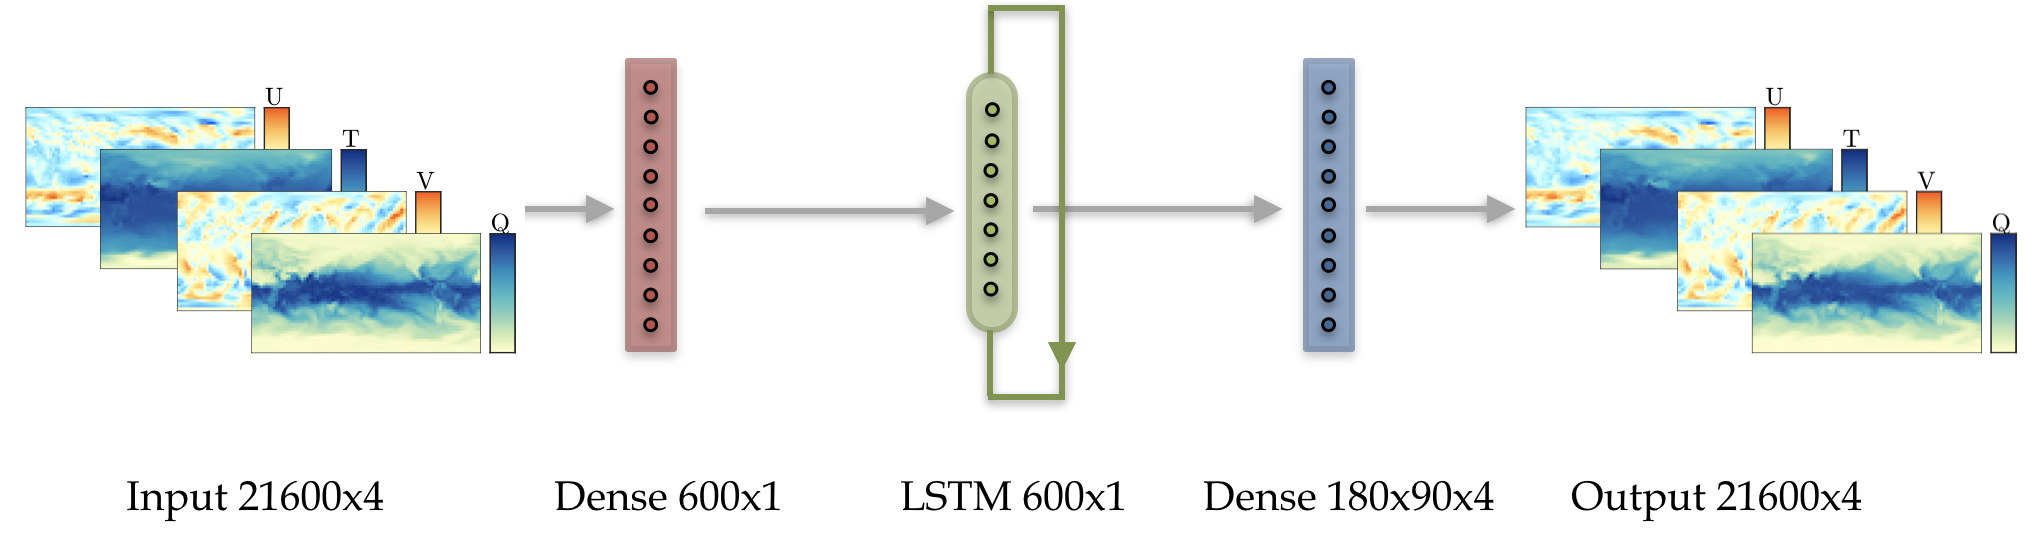 U
T
V
Q
U
T
V
Q
Input 21600x4
Dense 600x1
LSTM 600x1
Dense 180x90x4
Output 21600x4